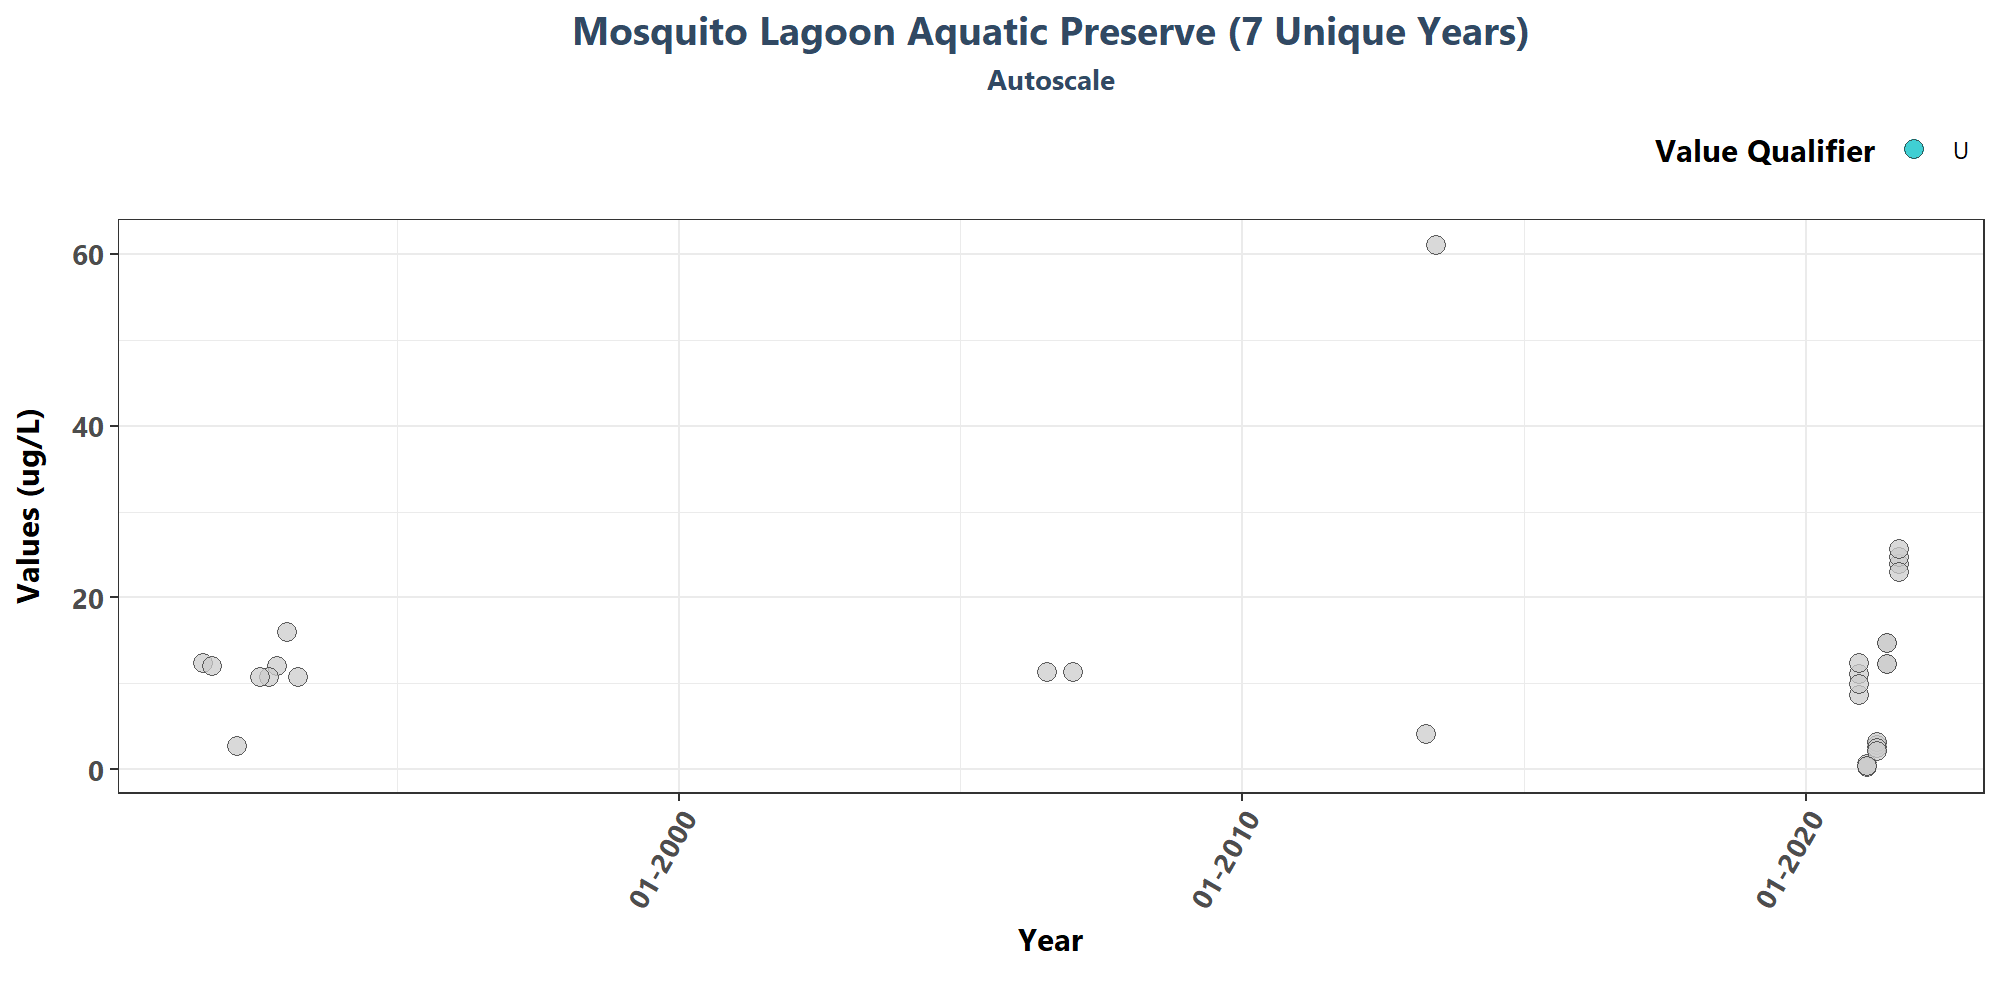 Mosquito Lagoon Aquatic Preserve (7 Unique Years)
Autoscale
Value Qualifier U
60
40
20
0
Values (ug/L)
01-2000
01-2010
01-2020
Year